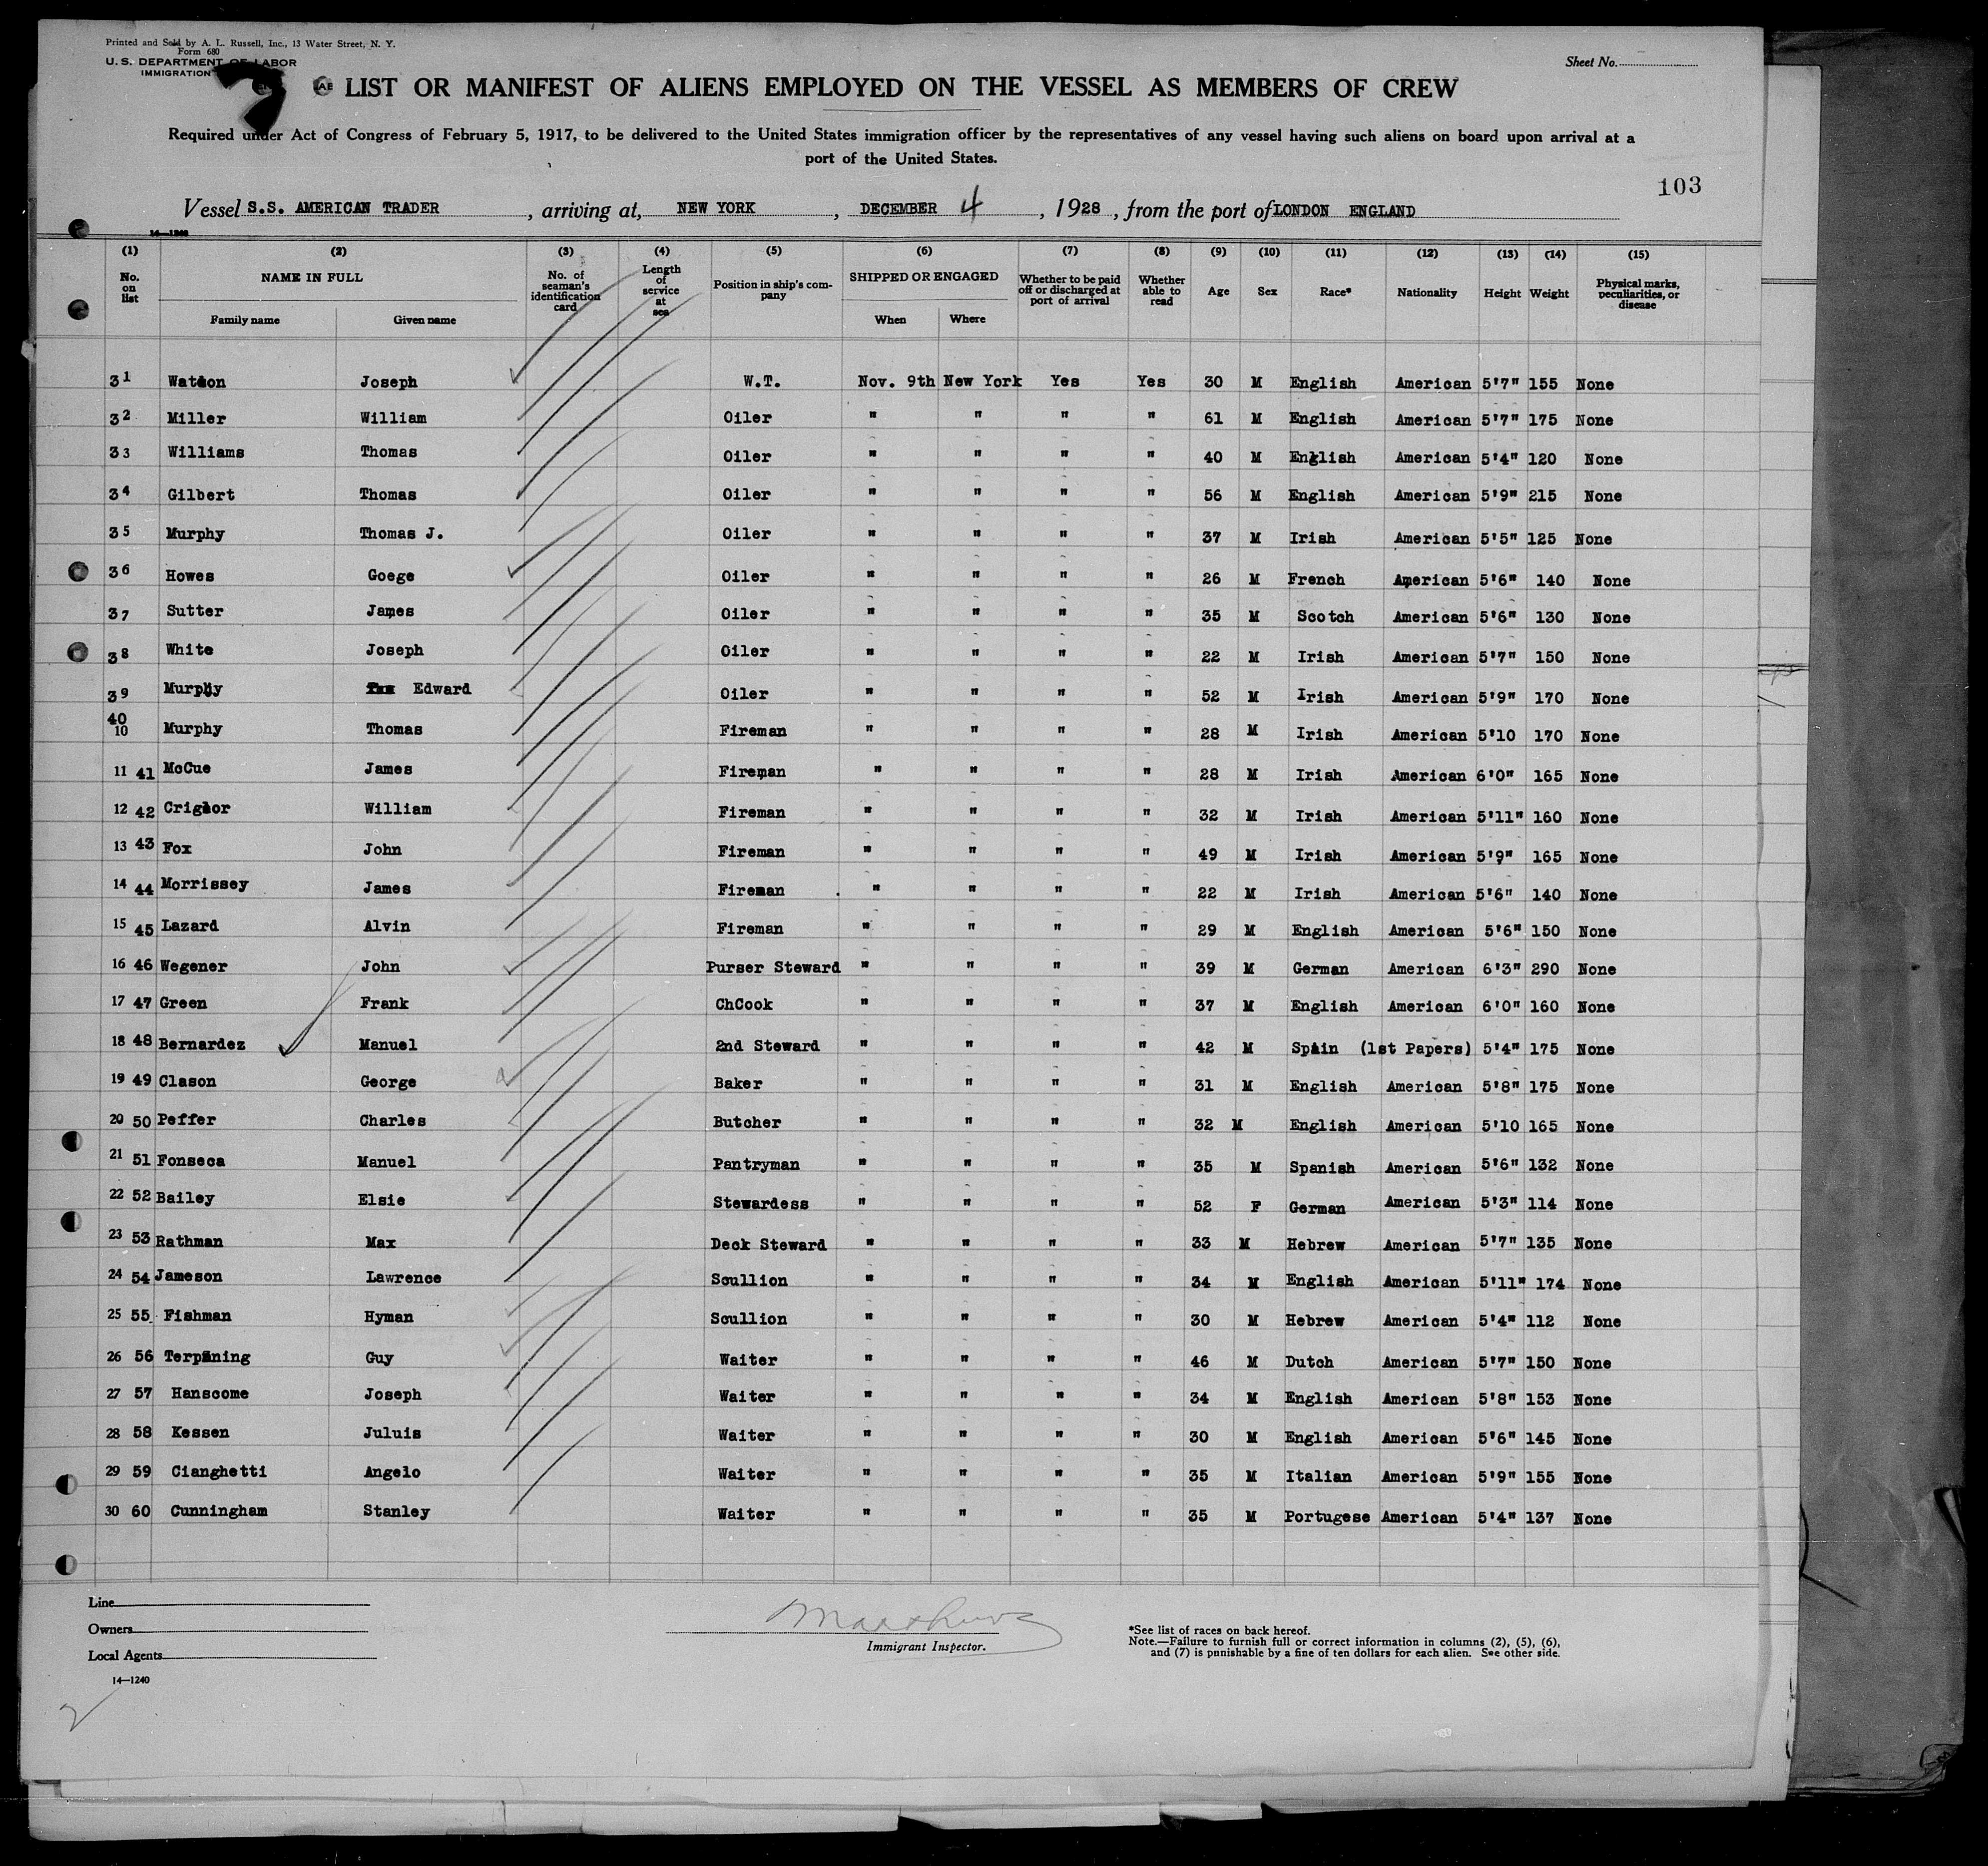 Printed and Sold by A. L. Russell, Inc., 13 Water Street, N. Y.
Form 680
U. S. DEPARTMENT OF LABOR
IMMIGRATION
Sheet No.
LIST OR MANIFEST OF ALIENS EMPLOYED ON THE VESSEL AS MEMBERS OF CREW
Required under Act of Congress of February 5, 1917, to be delivered to the United States immigration officer by the representatives of any vessel having such aliens on board upon arrival at a
port of the United States.
103
Vessel S.S. AMERICAN TRADER, arriving at, NEW YORK, DECEMBER 4, 1928, from the port of LONDON ENGLAND
14—1240
(1) (2) (3) (4) (5) (6) (7) (8) (9) (10) (11) (12) (13) (14) (15)
No. on list NAME IN FULL Family name Given name No. of seaman's identification card Length of service at sea Position in ship's company SHIPPED OR ENGAGED When Where Whether to be paid off or discharged at port of arrival Whether able to read Age Sex Race* Nationality Height Weight Physical marks, peculiarities, or disease
31 Watson Joseph W.T. Nov. 9th New York Yes Yes 30 M English American 5'7" 155 None
32 Miller William Oiler " " " " 61 M English American 5'7" 175 None
33 Williams Thomas Oiler " " " " 40 M English American 5'4" 120 None
34 Gilbert Thomas Oiler " " " " 56 M English American 5'9" 215 None
35 Murphy Thomas J. Oiler " " " " 37 M Irish American 5'5" 125 None
36 Howes Goege Oiler " " " " 26 M French American 5'6" 140 None
37 Sutter James Oiler " " " " 35 M Scotch American 5'6" 130 None
38 White Joseph Oiler " " " " 22 M Irish American 5'7" 150 None
39 Murphy Edward Oiler " " " " 52 M Irish American 5'9" 170 None
40 10 Murphy Thomas Fireman " " " " 28 M Irish American 5'10 170 None
11 41 McCue James Fireman " " " " 28 M Irish American 6'0" 165 None
12 42 William Fireman " " " " 32 M Irish American 5'11" 160 None
13 43 Fox John Fireman " " " " 49 M Irish American 5'9" 165 None
14 44 Morrissey James Fireman " " " " 22 M Irish American 5'6" 140 None
15 45 Lazard Alvin Fireman " " " " 29 M English American 5'6" 150 None
16 46 Wegener John Purser Steward " " " " 39 M German American 6'3" 290 None
17 47 Green Frank ChCook " " " " 37 M English American 6'0" 160 None
18 48 Bernardez Manuel 2nd Steward " " " " 42 M Spain (1st Papers) 5'4" 175 None
19 49 Clason George Baker " " " " 31 M English American 5'8" 175 None
20 50 Peffer Charles Butcher " " " " 32 M English American 5'10 165 None
21 51 Fonseca Manuel Pantryman " " " " 35 M Spanish American 5'6" 132 None
22 52 Bailey Elsie Stewardess " " " " 52 F German American 5'3" 114 None
23 53 Rathman Max Deck Steward " " " " 33 M Hebrew American 5'7" 135 None
24 54 Jameson Lawrence Scullion " " " " 34 M English American 5'11" 174 None
25 55 Fishman Hyman Scullion " " " " 30 M Hebrew American 5'4" 112 None
26 56 Terpning Guy Waiter " " " " 46 M Dutch American 5'7" 150 None
27 57 Hanscome Joseph Waiter " " " " 34 M English American 5'8" 153 None
28 58 Kessen Juluis Waiter " " " " 30 M English American 5'6" 145 None
29 59 Cianghetti Angelo Waiter " " " " 35 M Italian American 5'9" 155 None
30 60 Cunningham Stanley Waiter " " " " 35 M Portugese American 5'4" 137 None
Line
Owners
Local Agents
Immigrant Inspector.
*See list of races on back hereof.
Note.—Failure to furnish full or correct information in columns (2), (5), (6),
and (7) is punishable by a fine of ten dollars for each alien. See other side.
14—1240
2